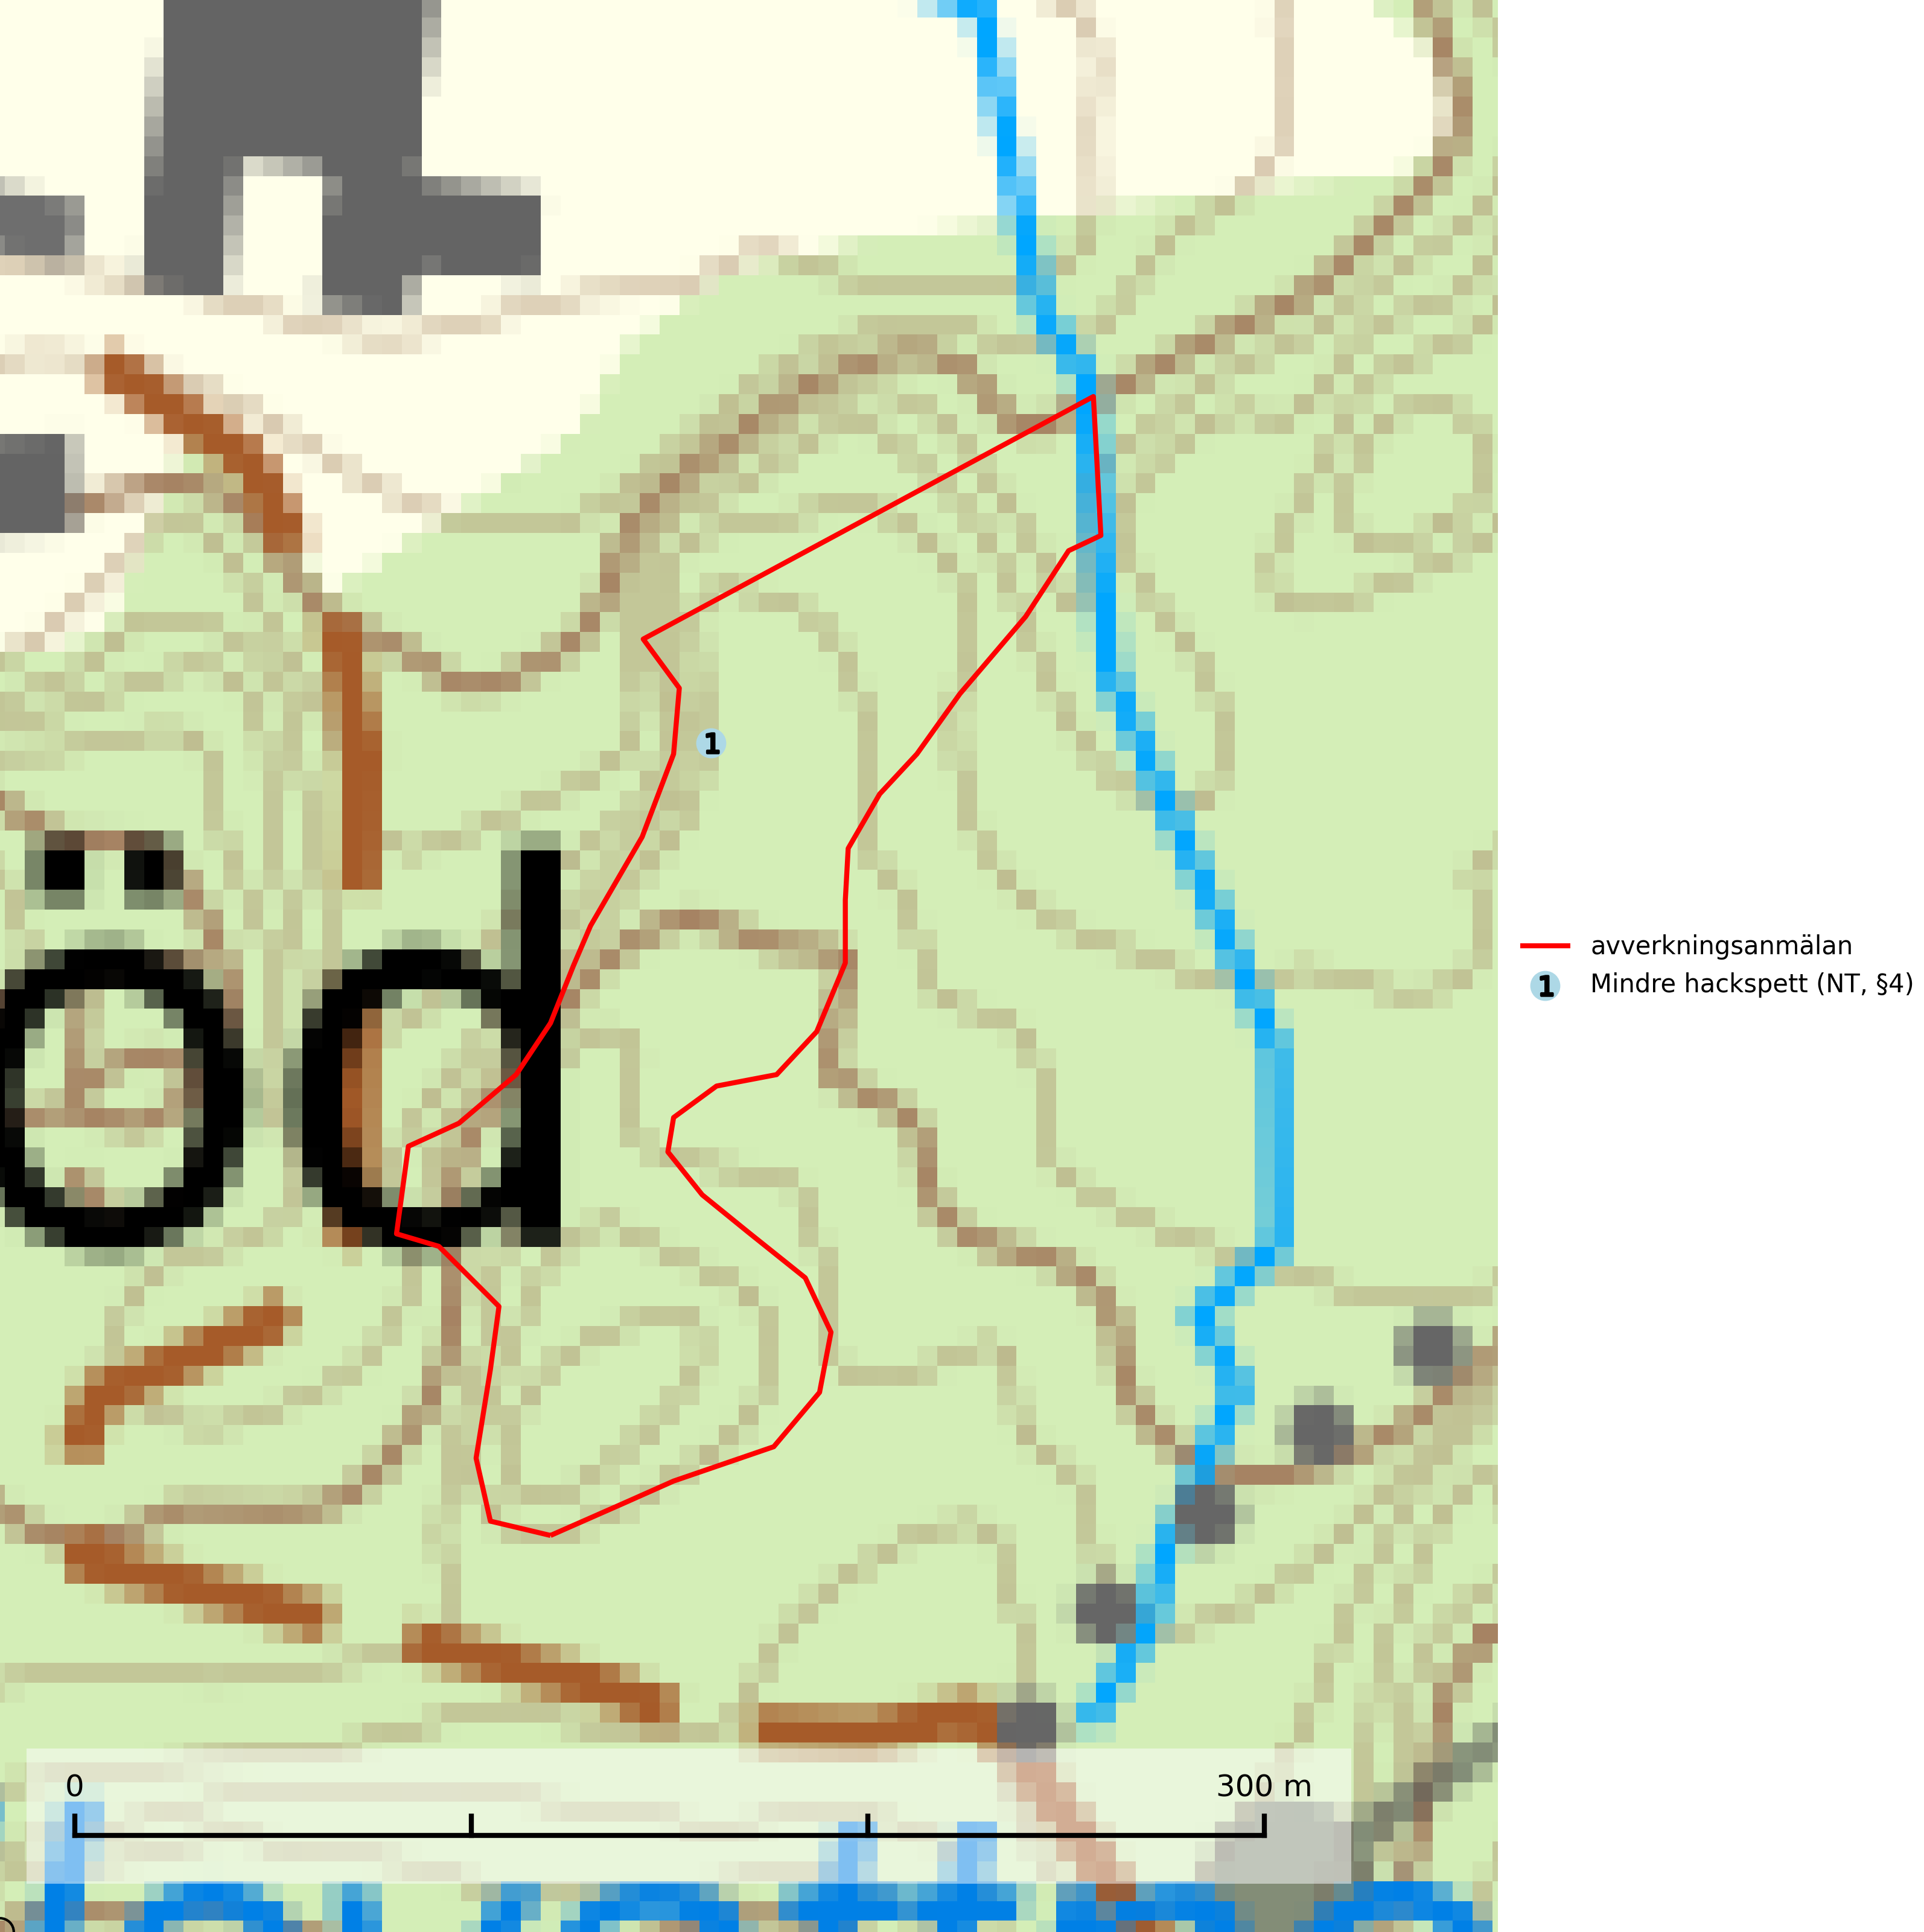 1
öd
avverkningsanmälan
1 Mindre hackspett (NT, §4)
0 300 m